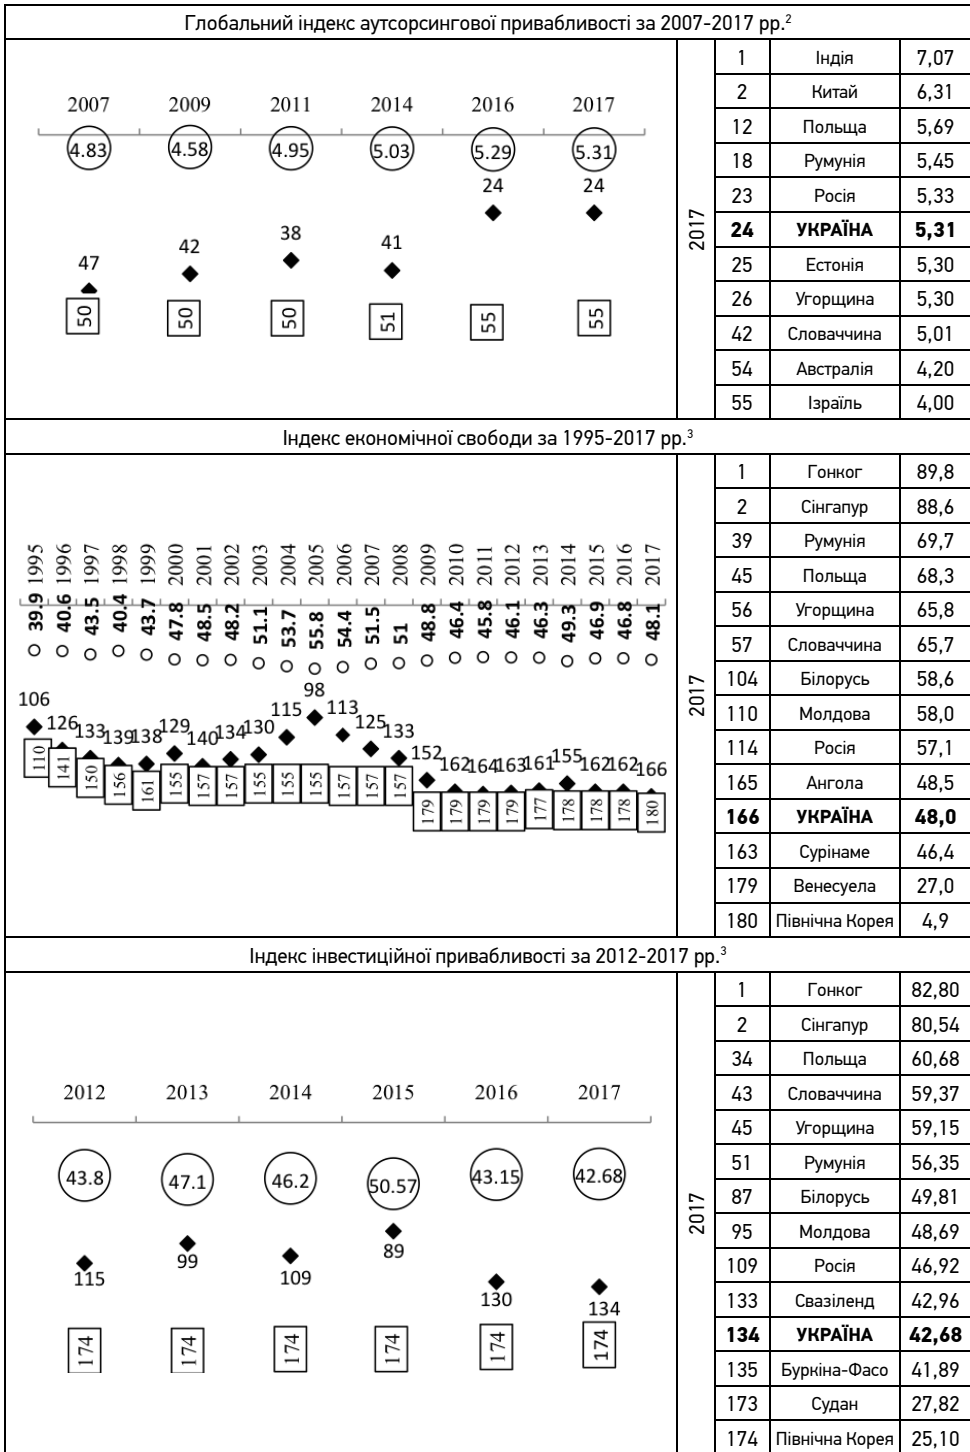 Глобальний індекс аутсорсингової привабливості за 2007-2017 рр.²
2007 2009 2011 2014 2016 2017
4.83 4.58 4.95 5.03 5.29 5.31
47 42 38 41 24 24
50 50 50 51 55 55
2017
1 Індія 7,07
2 Китай 6,31
12 Польща 5,69
18 Румунія 5,45
23 Росія 5,33
24 УКРАЇНА 5,31
25 Естонія 5,30
26 Угорщина 5,30
42 Словаччина 5,01
54 Австралія 4,20
55 Ізраїль 4,00
Індекс економічної свободи за 1995-2017 рр.³
1995 1996 1997 1998 1999 2000 2001 2002 2003 2004 2005 2006 2007 2008 2009 2010 2011 2012 2013 2014 2015 2016 2017
39.9 40.6 43.5 40.4 43.7 47.8 48.5 48.2 51.1 53.7 55.8 54.4 51.5 51 48.8 46.4 45.8 46.1 46.3 49.3 46.9 46.8 48.1
106 126 133 139 138 129 140 134 130 115 98 113 125 133 152 162 164 163 161 155 162 162 166
110 141 150 156 161 155 157 157 155 155 155 157 157 157 179 179 179 179 177 178 178 178 180
2017
1 Гонког 89,8
2 Сінгапур 88,6
39 Румунія 69,7
45 Польща 68,3
56 Угорщина 65,8
57 Словаччина 65,7
104 Білорусь 58,6
110 Молдова 58,0
114 Росія 57,1
165 Ангола 48,5
166 УКРАЇНА 48,0
163 Сурінаме 46,4
179 Венесуела 27,0
180 Північна Корея 4,9
Індекс інвестиційної привабливості за 2012-2017 рр.³
2012 2013 2014 2015 2016 2017
43.8 47.1 46.2 50.57 43.15 42.68
115 99 109 89 130 134
174 174 174 174 174 174
2017
1 Гонког 82,80
2 Сінгапур 80,54
34 Польща 60,68
43 Словаччина 59,37
45 Угорщина 59,15
51 Румунія 56,35
87 Білорусь 49,81
95 Молдова 48,69
109 Росія 46,92
133 Свазіленд 42,96
134 УКРАЇНА 42,68
135 Буркіна-Фасо 41,89
173 Судан 27,82
174 Північна Корея 25,10